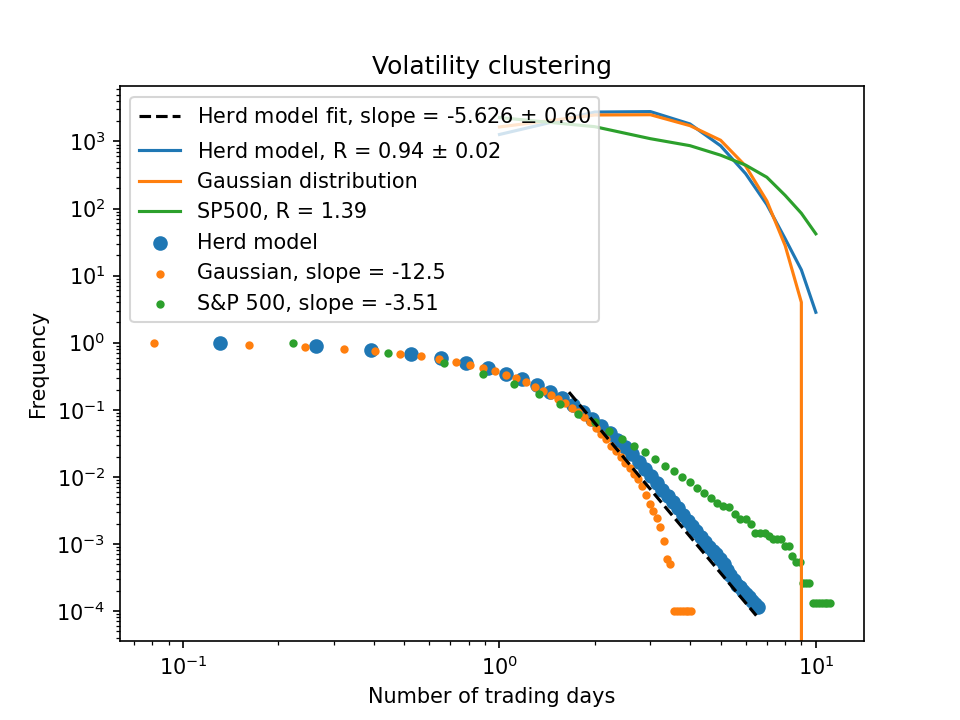 Volatility clustering
Herd model fit, slope = -5.626 ± 0.60
Herd model, R = 0.94 ± 0.02
Gaussian distribution
SP500, R = 1.39
Herd model
Gaussian, slope = -12.5
S&P 500, slope = -3.51
Frequency
10³
10²
10¹
10⁰
10⁻¹
10⁻²
10⁻³
10⁻⁴
10⁻¹ 10⁰ 10¹
Number of trading days